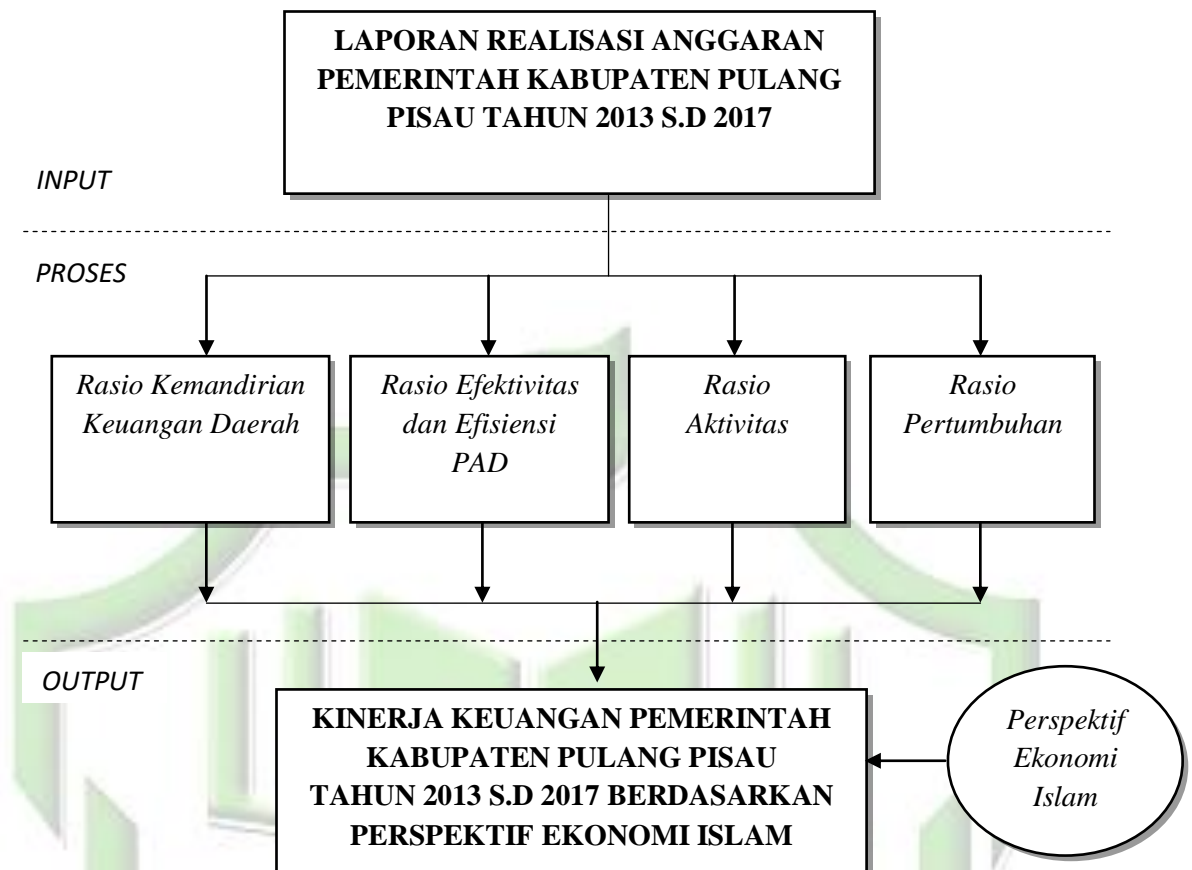 LAPORAN REALISASI ANGGARAN
PEMERINTAH KABUPATEN PULANG
PISAU TAHUN 2013 S.D 2017
INPUT
PROSES
Rasio Kemandirian
Keuangan Daerah
Rasio Efektivitas
dan Efisiensi
PAD
Rasio
Aktivitas
Rasio
Pertumbuhan
OUTPUT
KINERJA KEUANGAN PEMERINTAH
KABUPATEN PULANG PISAU
TAHUN 2013 S.D 2017 BERDASARKAN
PERSPEKTIF EKONOMI ISLAM
Perspektif
Ekonomi
Islam